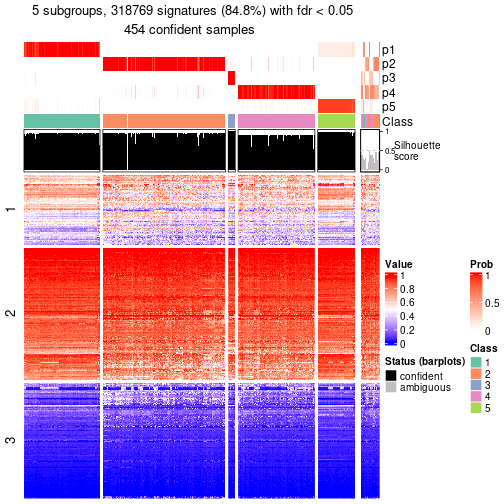 5 subgroups, 318769 signatures (84.8%) with fdr < 0.05
454 confident samples
p1
p2
p3
p4
p5
Class
1
0.5
0
Silhouette
score
1
2
3
Value
1
0.8
0.6
0.4
0.2
0
Prob
1
0.5
0
Status (barplots)
confident
ambiguous
Class
1
2
3
4
5